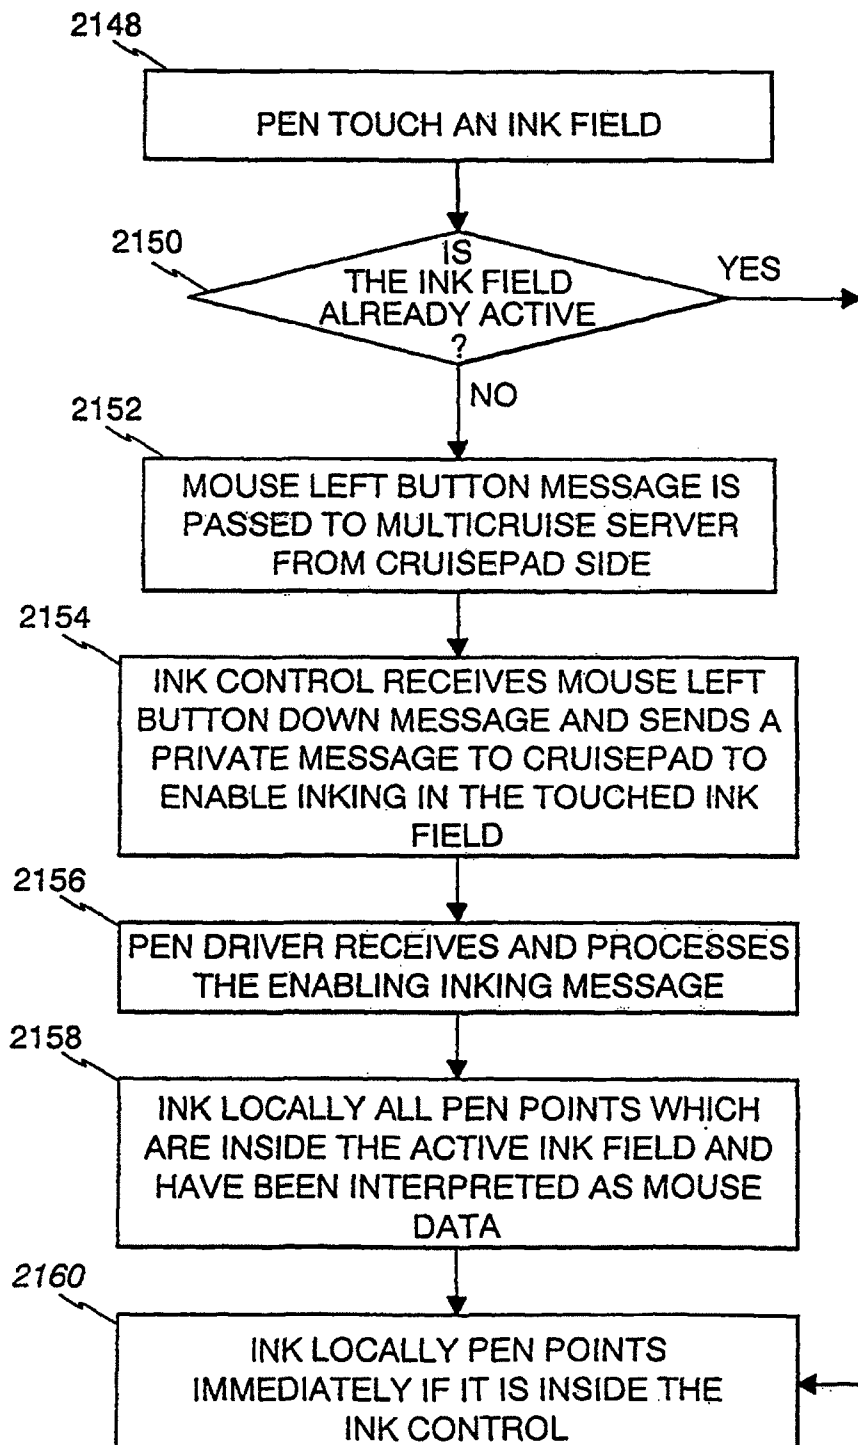 2148
PEN TOUCH AN INK FIELD
2150
IS
THE INK FIELD
ALREADY ACTIVE
?
YES
NO
2152
MOUSE LEFT BUTTON MESSAGE IS
PASSED TO MULTICRUISE SERVER
FROM CRUISEPAD SIDE
2154
INK CONTROL RECEIVES MOUSE LEFT
BUTTON DOWN MESSAGE AND SENDS A
PRIVATE MESSAGE TO CRUISEPAD TO
ENABLE INKING IN THE TOUCHED INK
FIELD
2156
PEN DRIVER RECEIVES AND PROCESSES
THE ENABLING INKING MESSAGE
2158
INK LOCALLY ALL PEN POINTS WHICH
ARE INSIDE THE ACTIVE INK FIELD AND
HAVE BEEN INTERPRETED AS MOUSE
DATA
2160
INK LOCALLY PEN POINTS
IMMEDIATELY IF IT IS INSIDE THE
INK CONTROL